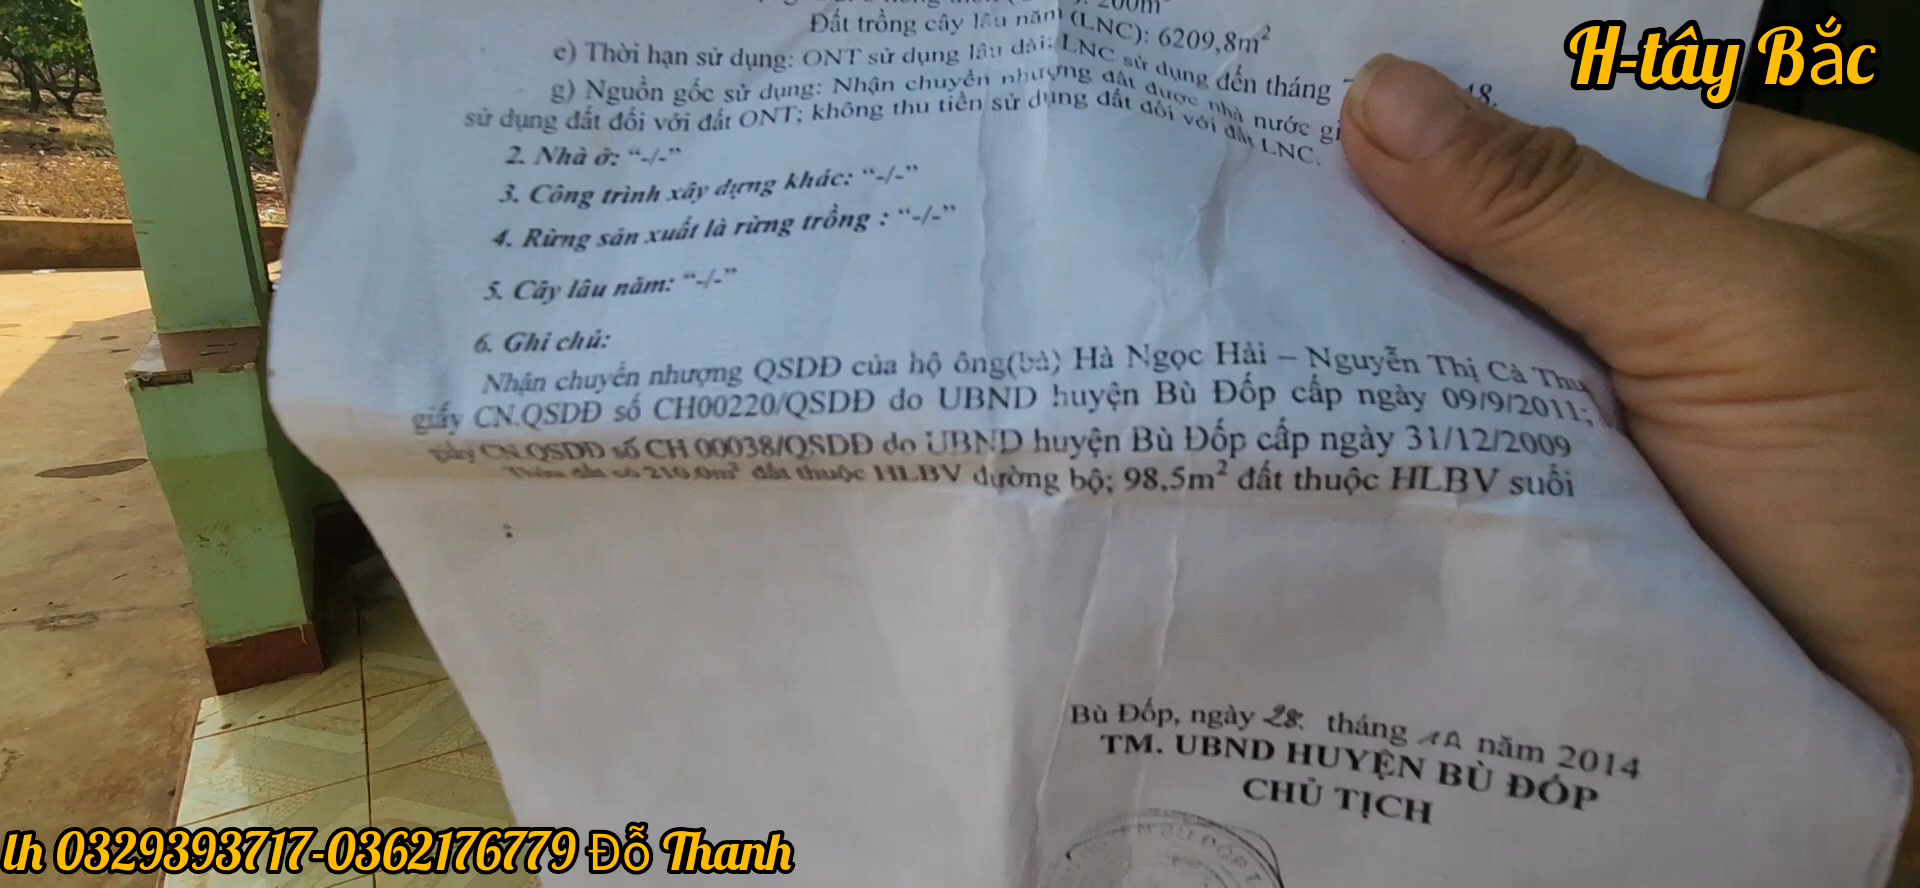 200m²
Đất trồng cây lâu năm (LNC): 6209,8m²
e) Thời hạn sử dụng: ONT sử dụng lâu dài; LNC sử dụng đến tháng
g) Nguồn gốc sử dụng: Nhận chuyển nhượng đất được nhà nước gi
sử dụng đất đối với đất ONT; không thu tiền sử dụng đất đối với đất LNC.
2. Nhà ở: “-/-”
3. Công trình xây dựng khác: “-/-”
4. Rừng sản xuất là rừng trồng : “-/-”
5. Cây lâu năm: “-/-”
6. Ghi chú:
Nhận chuyển nhượng QSDĐ của hộ ông(bà) Hà Ngọc Hải – Nguyễn Thị Cà Thu
giấy CN.QSDĐ số CH00220/QSDĐ do UBND huyện Bù Đốp cấp ngày 09/9/2011;
giấy CN.QSDĐ số CH 00038/QSDĐ do UBND huyện Bù Đốp cấp ngày 31/12/2009
Thửa đất có 210,0m² đất thuộc HLBV đường bộ; 98,5m² đất thuộc HLBV suối
Bù Đốp, ngày 28 tháng năm 2014
TM. UBND HUYỆN BÙ ĐỐP
CHỦ TỊCH
H-tây Bắc
lh 0329393717-0362176779 Đỗ Thanh